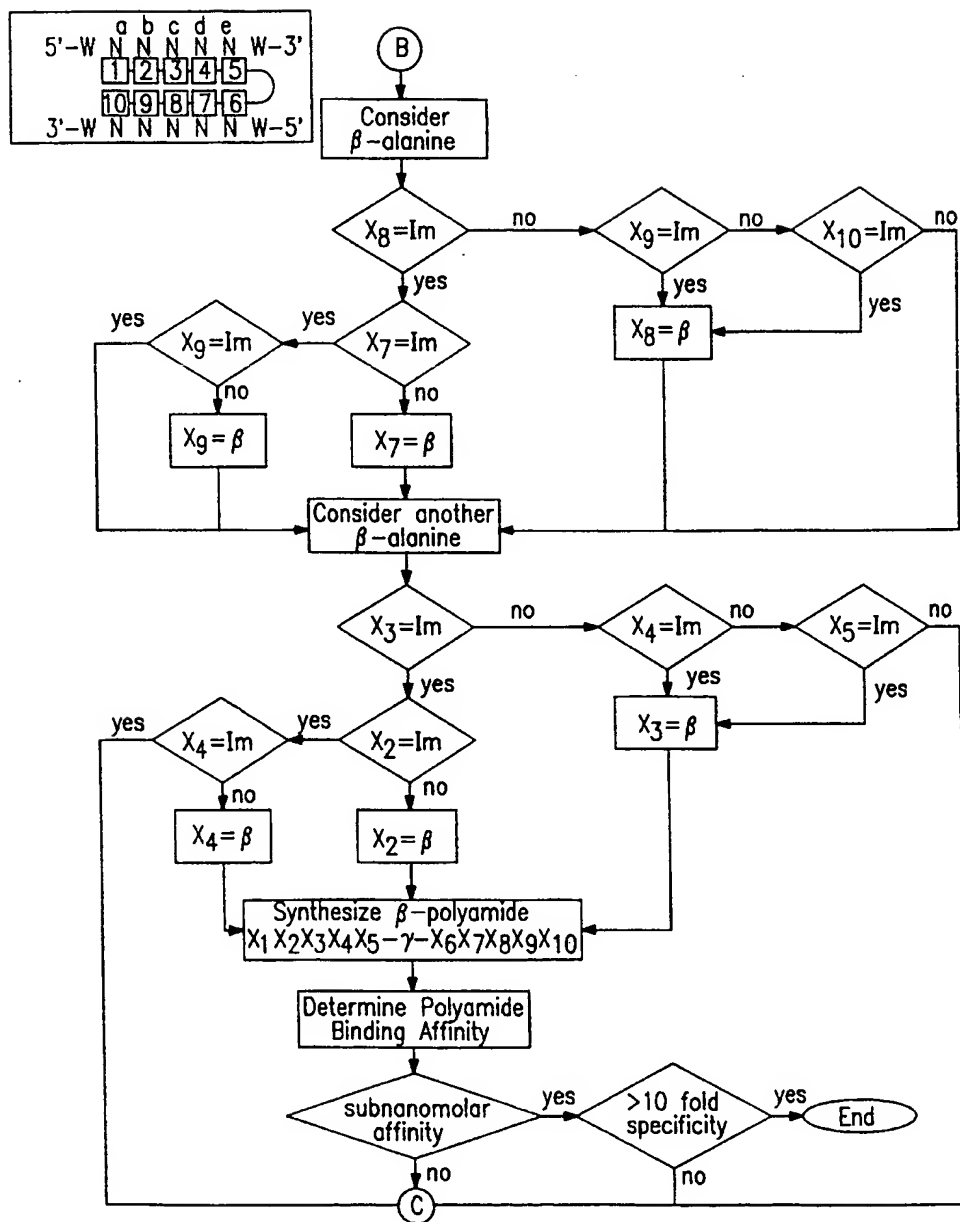 a b c d e
5'-W N N N N N W-3'
1 2 3 4 5
10 9 8 7 6
3'-W N N N N N W-5'
B
Consider
β-alanine
X8=Im
no
X9=Im
no
X10=Im
no
yes
yes
yes
X8=β
yes
X9=Im
yes
X7=Im
no
no
X9=β
X7=β
Consider another
β-alanine
X3=Im
no
X4=Im
no
X5=Im
no
yes
yes
yes
X3=β
yes
X4=Im
yes
X2=Im
no
no
X4=β
X2=β
Synthesize β-polyamide
X1X2X3X4X5-γ-X6X7X8X9X10
Determine Polyamide
Binding Affinity
subnanomolar
affinity
yes
>10 fold
specificity
yes
End
no
no
C